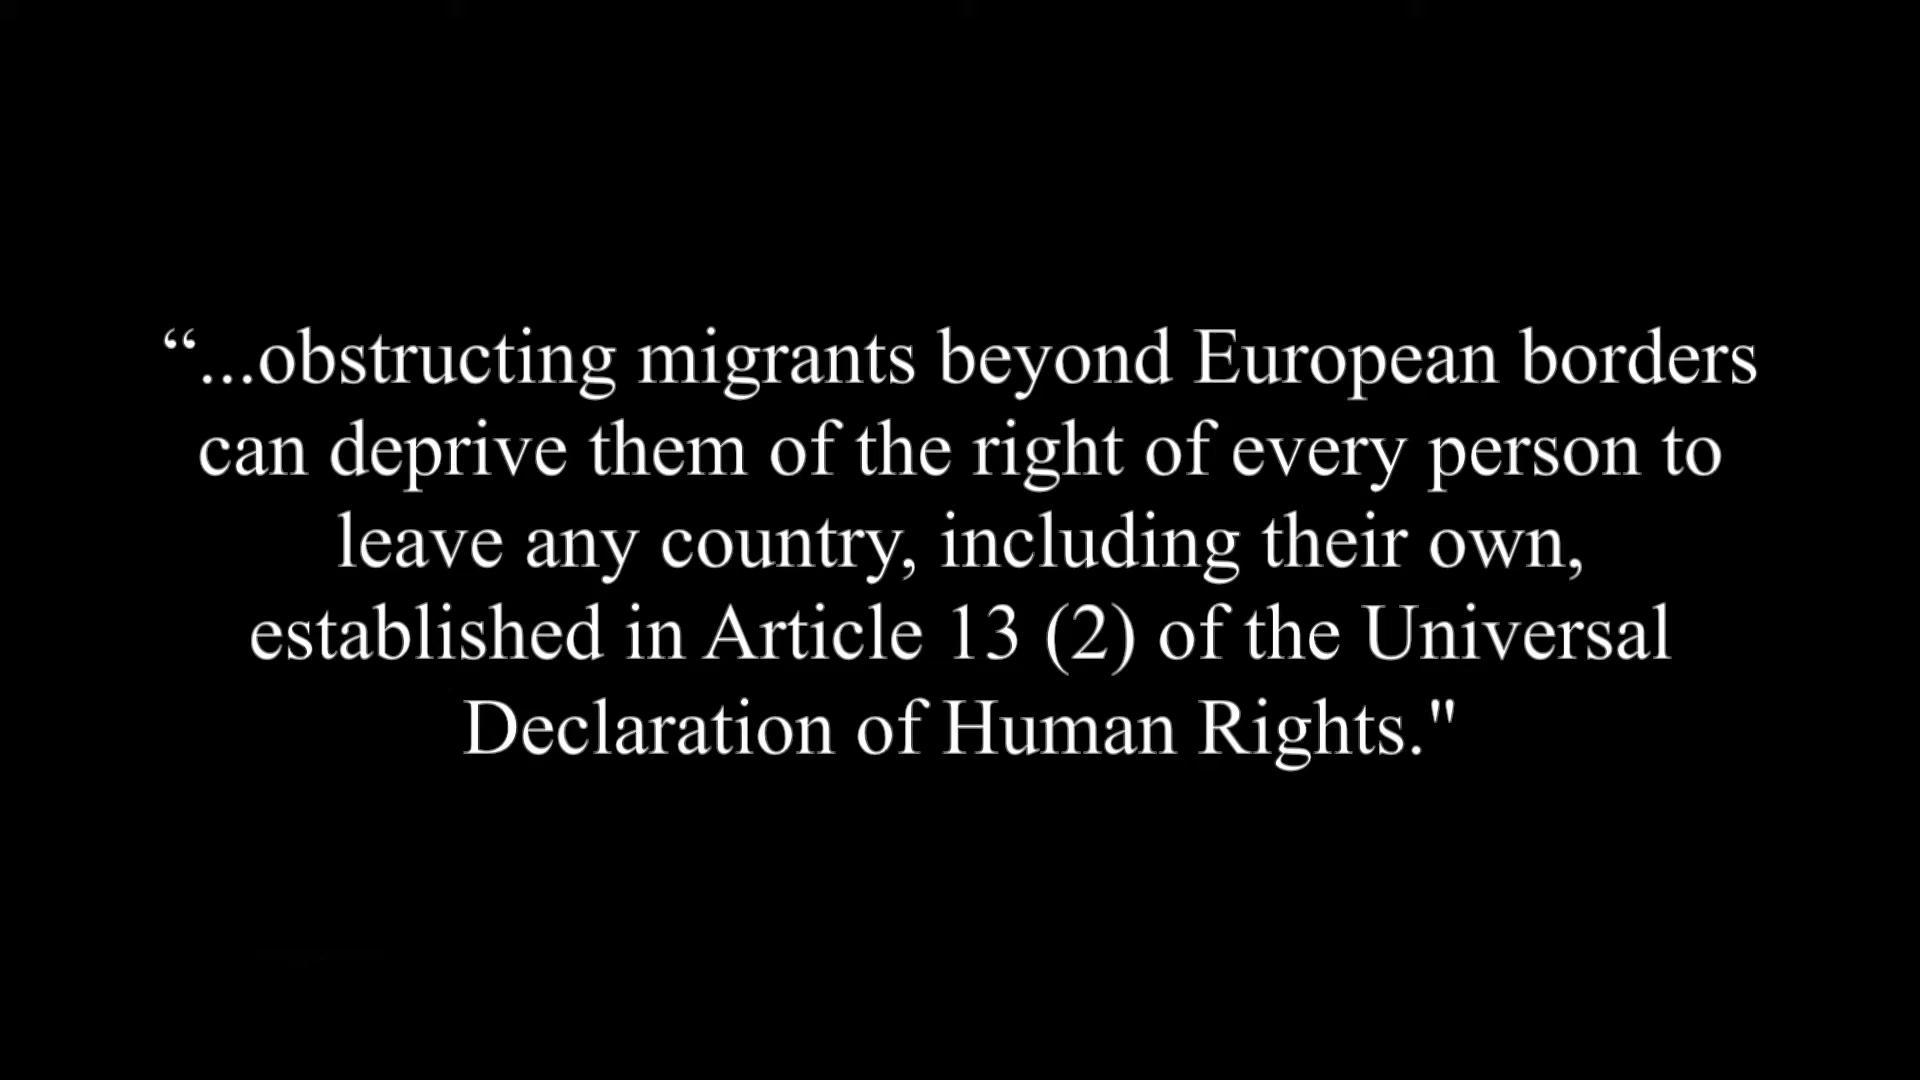 “...obstructing migrants beyond European borders
can deprive them of the right of every person to
leave any country, including their own,
established in Article 13 (2) of the Universal
Declaration of Human Rights."